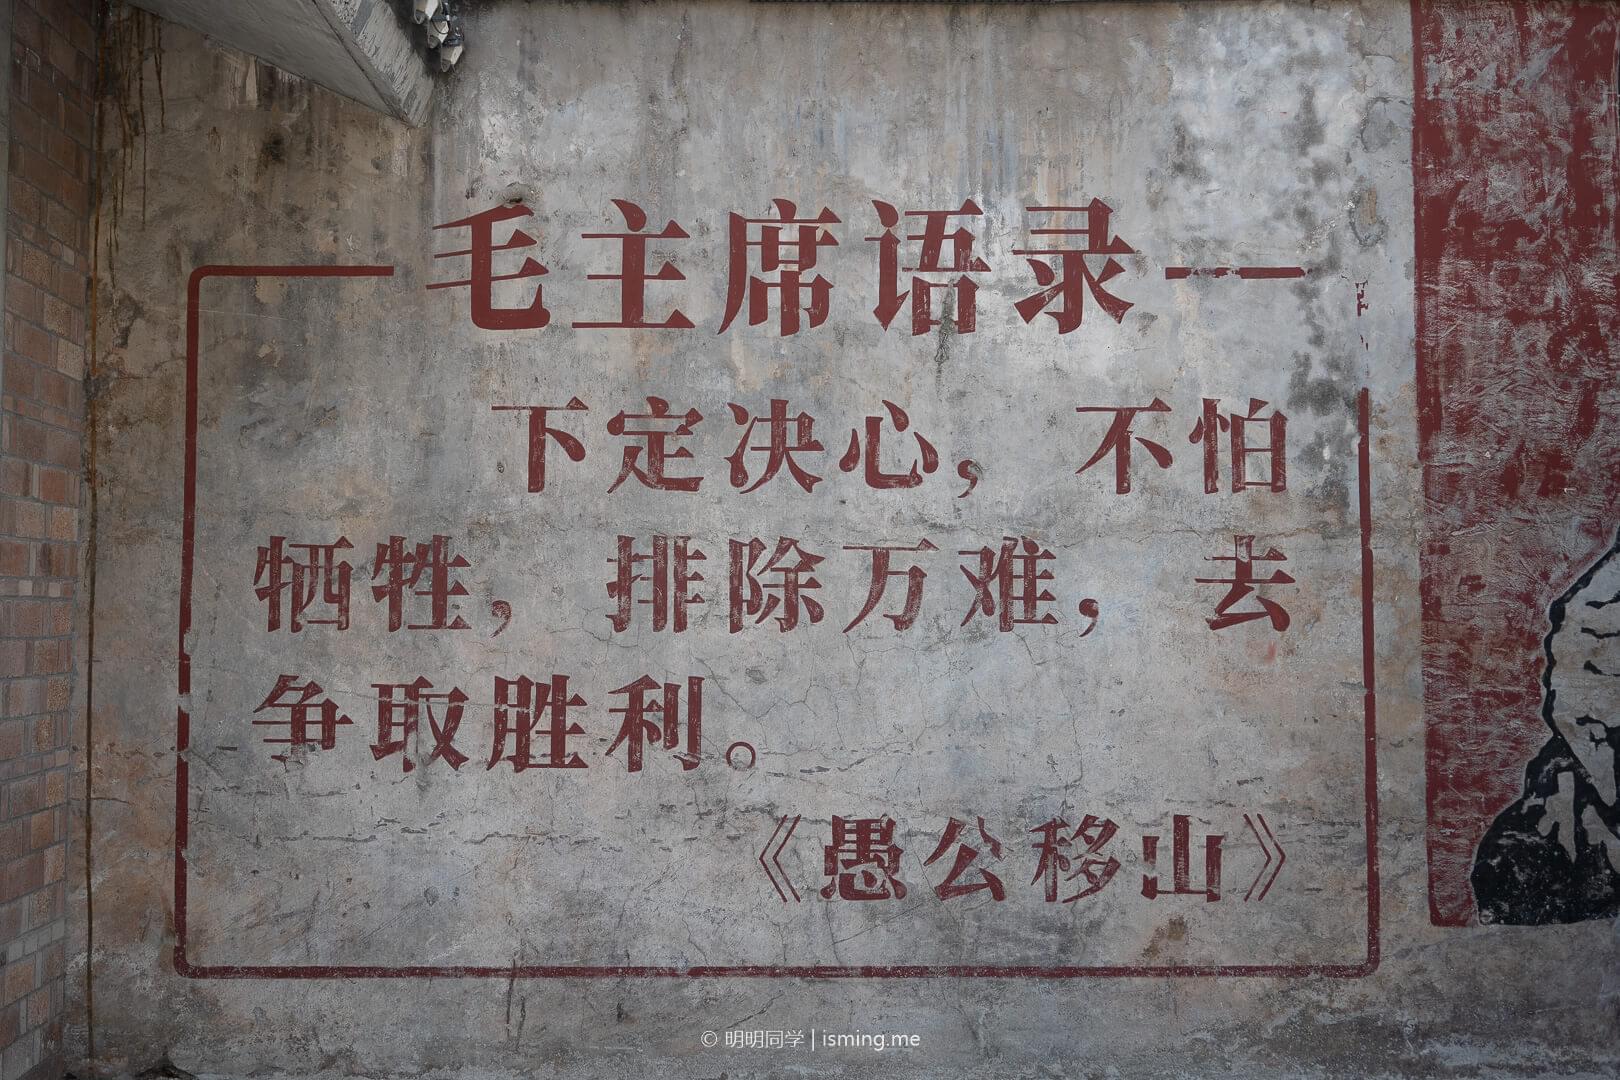 毛主席语录
下定决心，不怕
牺牲，排除万难，去
争取胜利。
《愚公移山》
© 明明同学 | isming.me